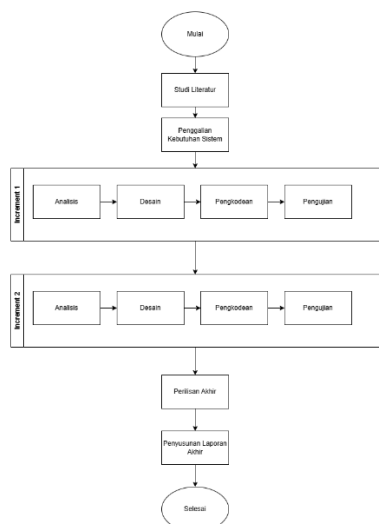 Mulai
Studi Literatur
Penggalian
Kebutuhan Sistem
Increment 1
Analisis
Desain
Pengkodean
Pengujian
Increment 2
Analisis
Desain
Pengkodean
Pengujian
Perilisan Akhir
Penyusunan Laporan
Akhir
Selesai